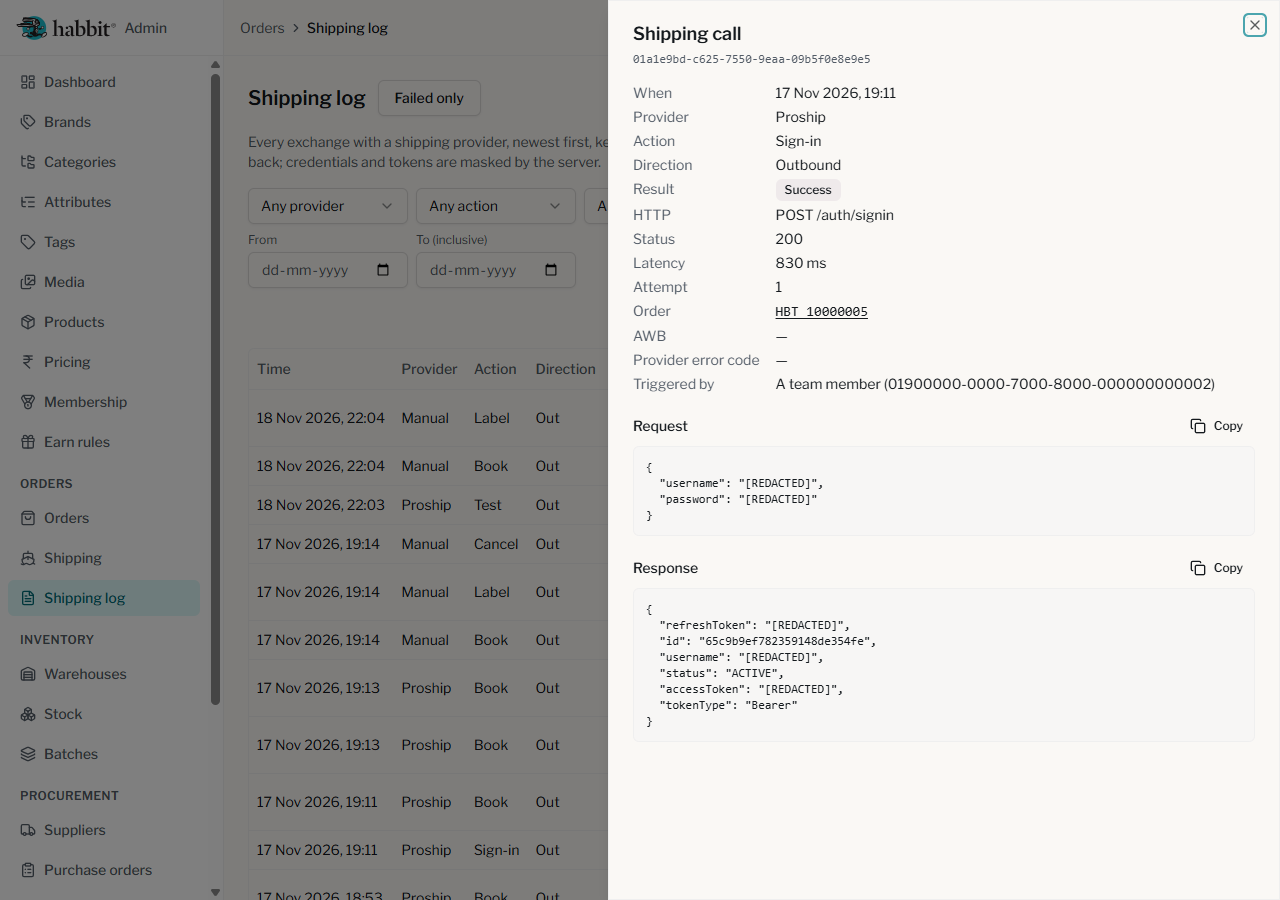 habbit® Admin
Dashboard
Brands
Categories
Attributes
Tags
Media
Products
Pricing
Membership
Earn rules
ORDERS
Orders
Shipping
Shipping log
INVENTORY
Warehouses
Stock
Batches
PROCUREMENT
Suppliers
Purchase orders
Orders > Shipping log
Shipping log
Failed only
Every exchange with a shipping provider, newest first, ke
back; credentials and tokens are masked by the server.
Any provider
Any action
A
From
To (inclusive)
dd-mm-yyyy
dd-mm-yyyy
Time Provider Action Direction
18 Nov 2026, 22:04 Manual Label Out
18 Nov 2026, 22:04 Manual Book Out
18 Nov 2026, 22:03 Proship Test Out
17 Nov 2026, 19:14 Manual Cancel Out
17 Nov 2026, 19:14 Manual Label Out
17 Nov 2026, 19:14 Manual Book Out
17 Nov 2026, 19:13 Proship Book Out
17 Nov 2026, 19:13 Proship Book Out
17 Nov 2026, 19:11 Proship Book Out
17 Nov 2026, 19:11 Proship Sign-in Out
17 Nov 2026, 18:53 Proship Book Out
Shipping call
01a1e9bd-c625-7550-9eaa-09b5f0e8e9e5
When 17 Nov 2026, 19:11
Provider Proship
Action Sign-in
Direction Outbound
Result Success
HTTP POST /auth/signin
Status 200
Latency 830 ms
Attempt 1
Order HBT 10000005
AWB —
Provider error code —
Triggered by A team member (01900000-0000-7000-8000-000000000002)
Request
Copy
{
  "username": "[REDACTED]",
  "password": "[REDACTED]"
}
Response
Copy
{
  "refreshToken": "[REDACTED]",
  "id": "65c9b9ef782359148de354fe",
  "username": "[REDACTED]",
  "status": "ACTIVE",
  "accessToken": "[REDACTED]",
  "tokenType": "Bearer"
}